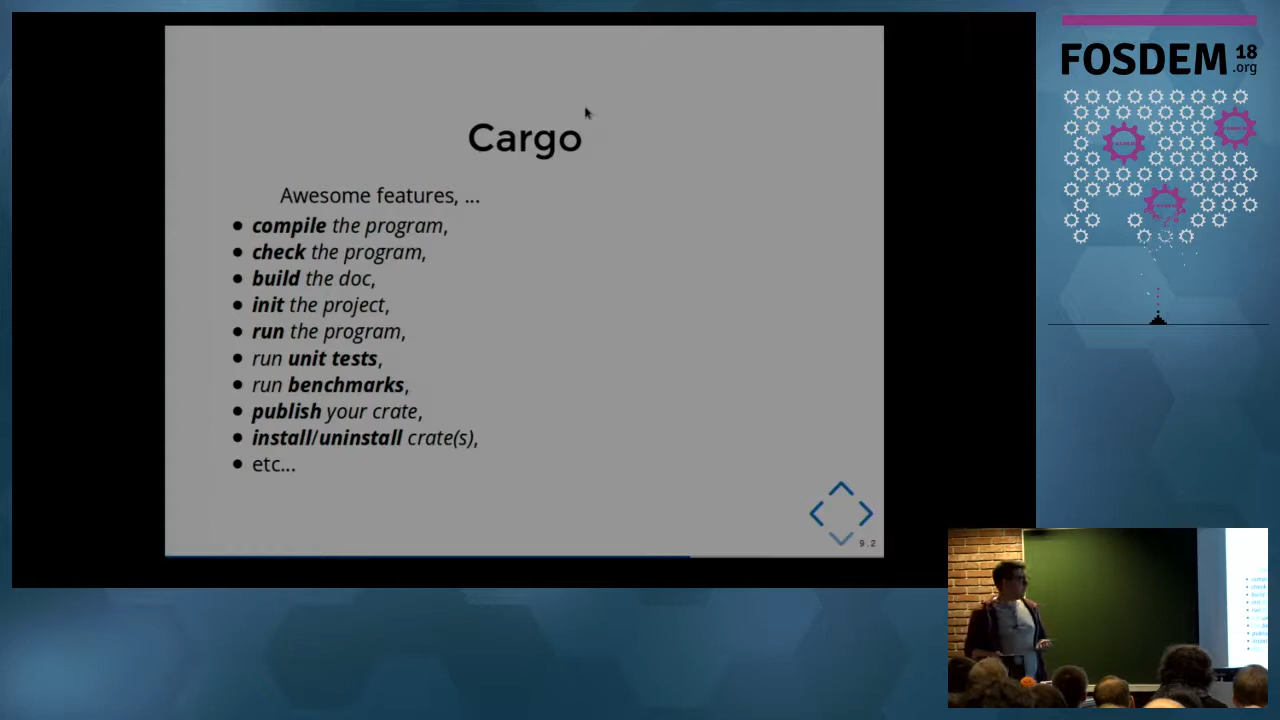 Cargo
Awesome features, ...
• compile the program,
• check the program,
• build the doc,
• init the project,
• run the program,
• run unit tests,
• run benchmarks,
• publish your crate,
• install/uninstall crate(s),
• etc...
9.2
FOSDEM 18
.org